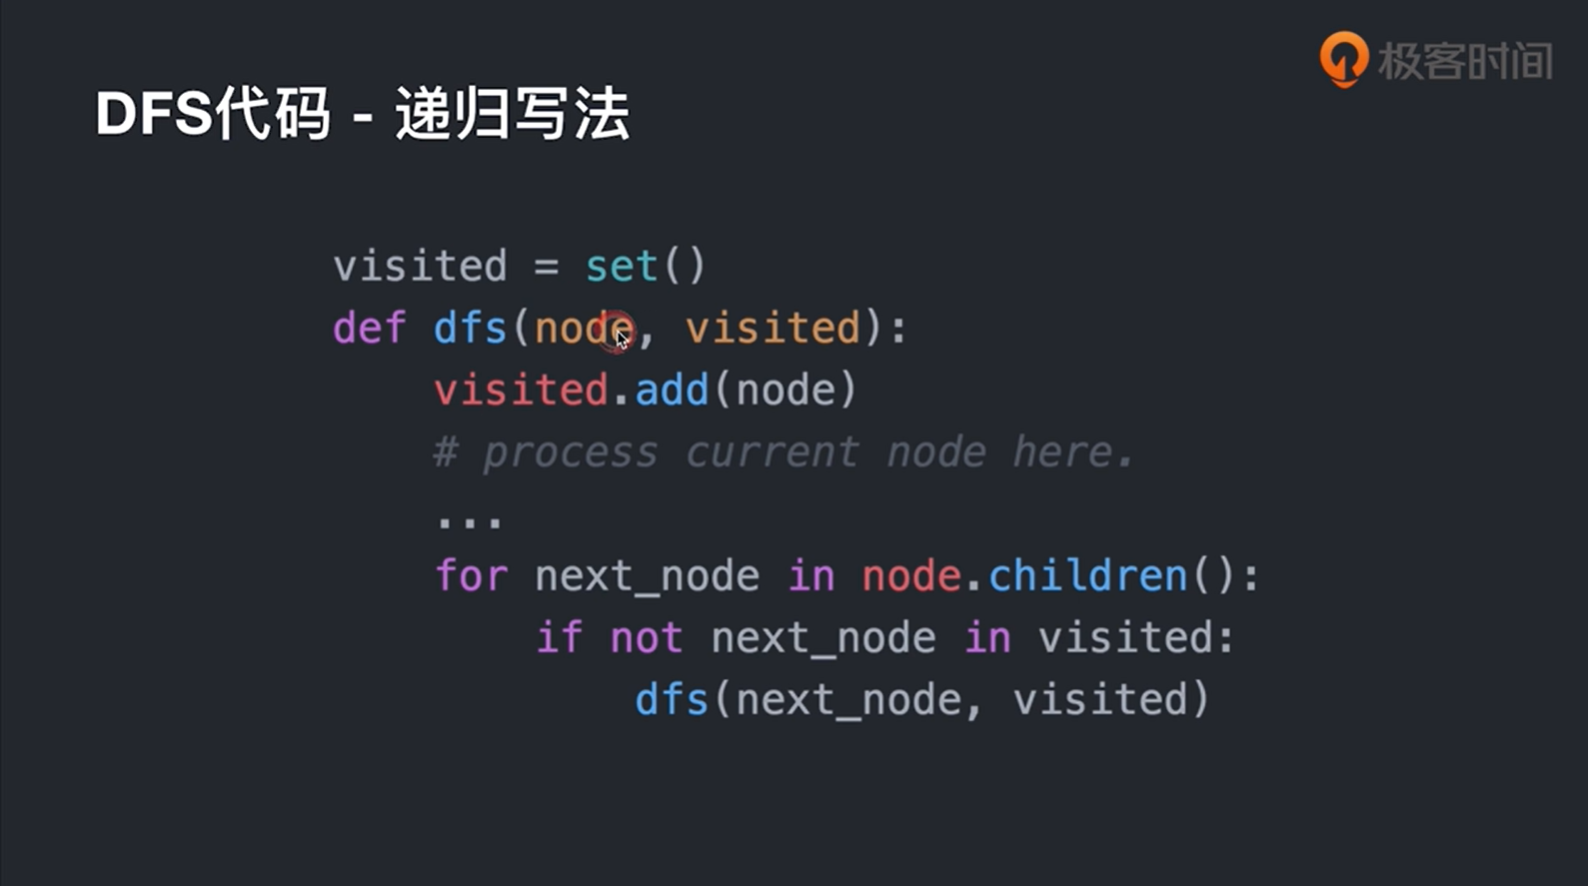 极客时间
DFS代码 - 递归写法
visited = set()
def dfs(node, visited):
visited.add(node)
# process current node here.
...
for next_node in node.children():
if not next_node in visited:
dfs(next_node, visited)